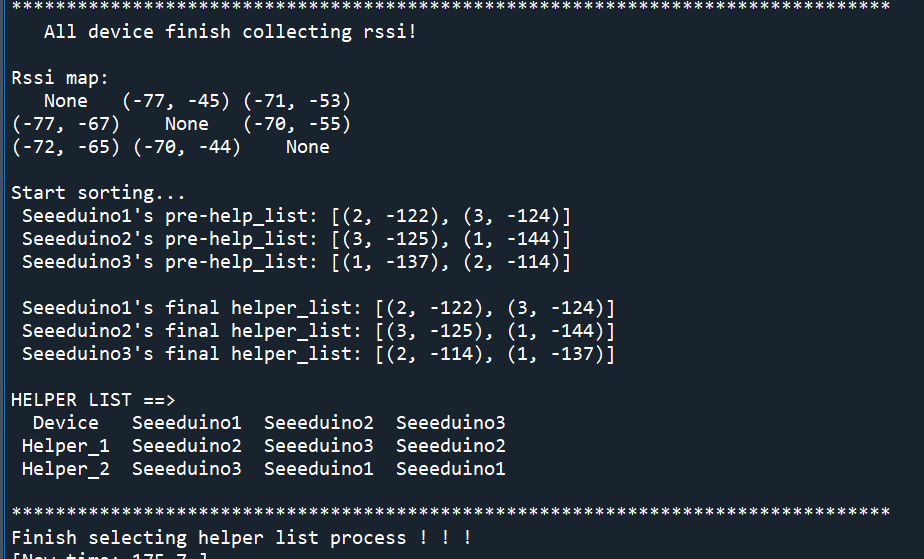 ********************************************************************************
All device finish collecting rssi!
Rssi map:
None (-77, -45) (-71, -53)
(-77, -67) None (-70, -55)
(-72, -65) (-70, -44) None
Start sorting...
Seeeduino1's pre-help_list: [(2, -122), (3, -124)]
Seeeduino2's pre-help_list: [(3, -125), (1, -144)]
Seeeduino3's pre-help_list: [(1, -137), (2, -114)]
Seeeduino1's final helper_list: [(2, -122), (3, -124)]
Seeeduino2's final helper_list: [(3, -125), (1, -144)]
Seeeduino3's final helper_list: [(2, -114), (1, -137)]
HELPER LIST ==>
Device Seeeduino1 Seeeduino2 Seeeduino3
Helper_1 Seeeduino2 Seeeduino3 Seeeduino2
Helper_2 Seeeduino3 Seeeduino1 Seeeduino1
********************************************************************************
Finish selecting helper list process ! ! !
[Now time: 175.7 ]